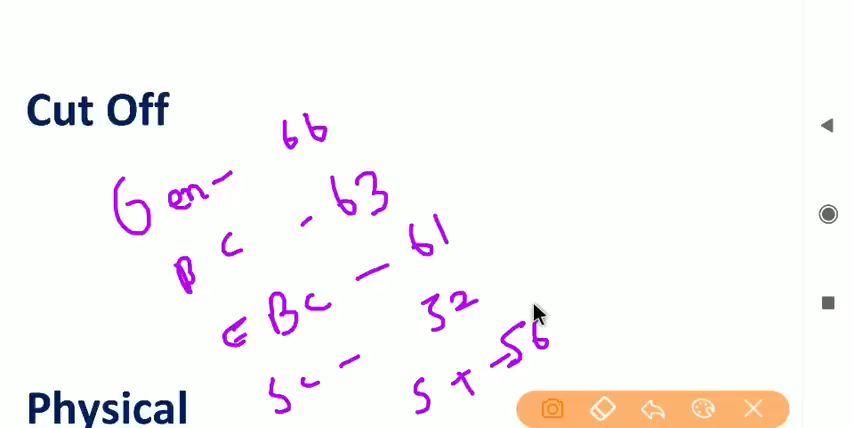 Cut Off
Gen - 66
BC - 63
EBC - 61
SC - 32
ST - 56
Physical